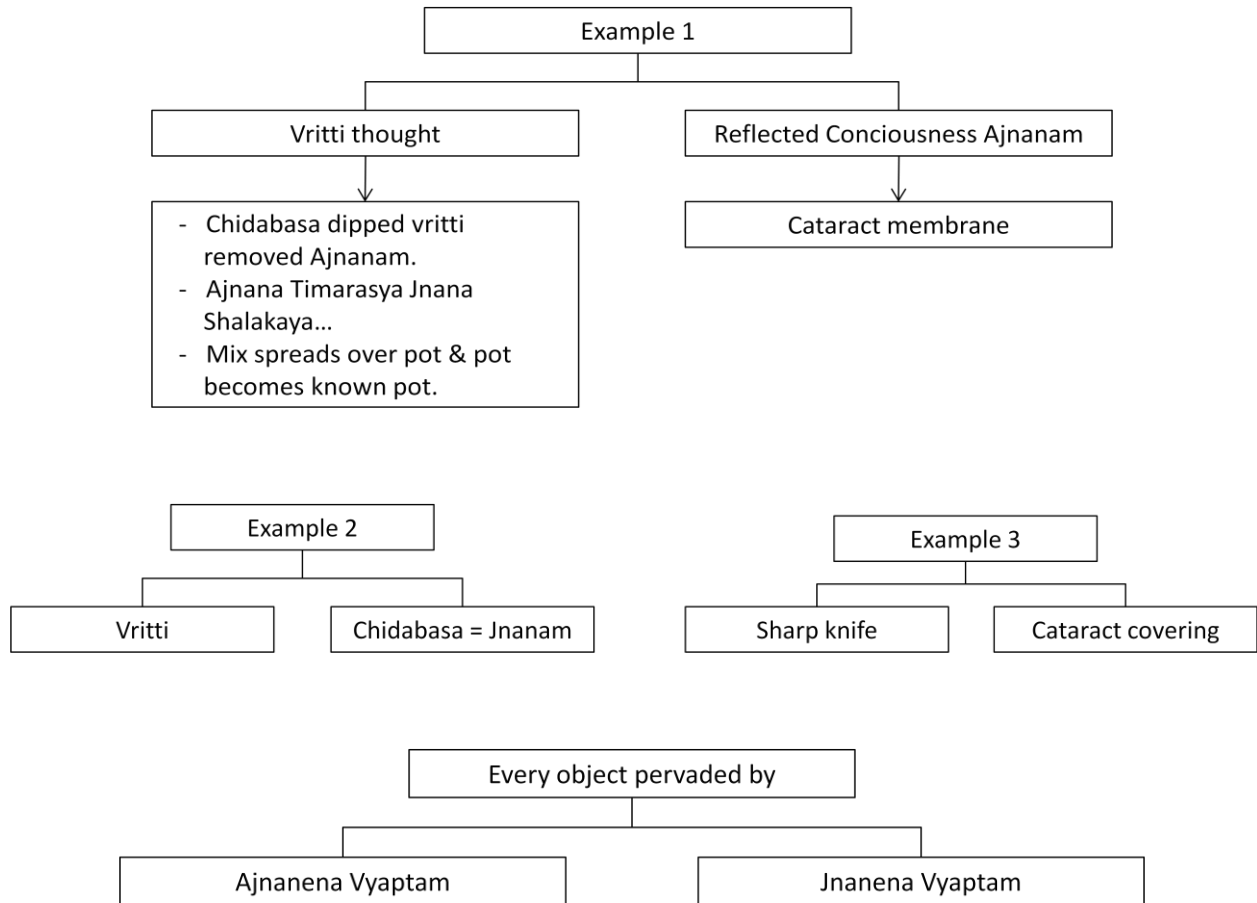 Example 1
Vritti thought
Reflected Conciousness Ajnanam
- Chidabasa dipped vritti
removed Ajnanam.
- Ajnana Timarasya Jnana
Shalakaya...
- Mix spreads over pot & pot
becomes known pot.
Cataract membrane
Example 2
Vritti
Chidabasa = Jnanam
Example 3
Sharp knife
Cataract covering
Every object pervaded by
Ajnanena Vyaptam
Jnanena Vyaptam